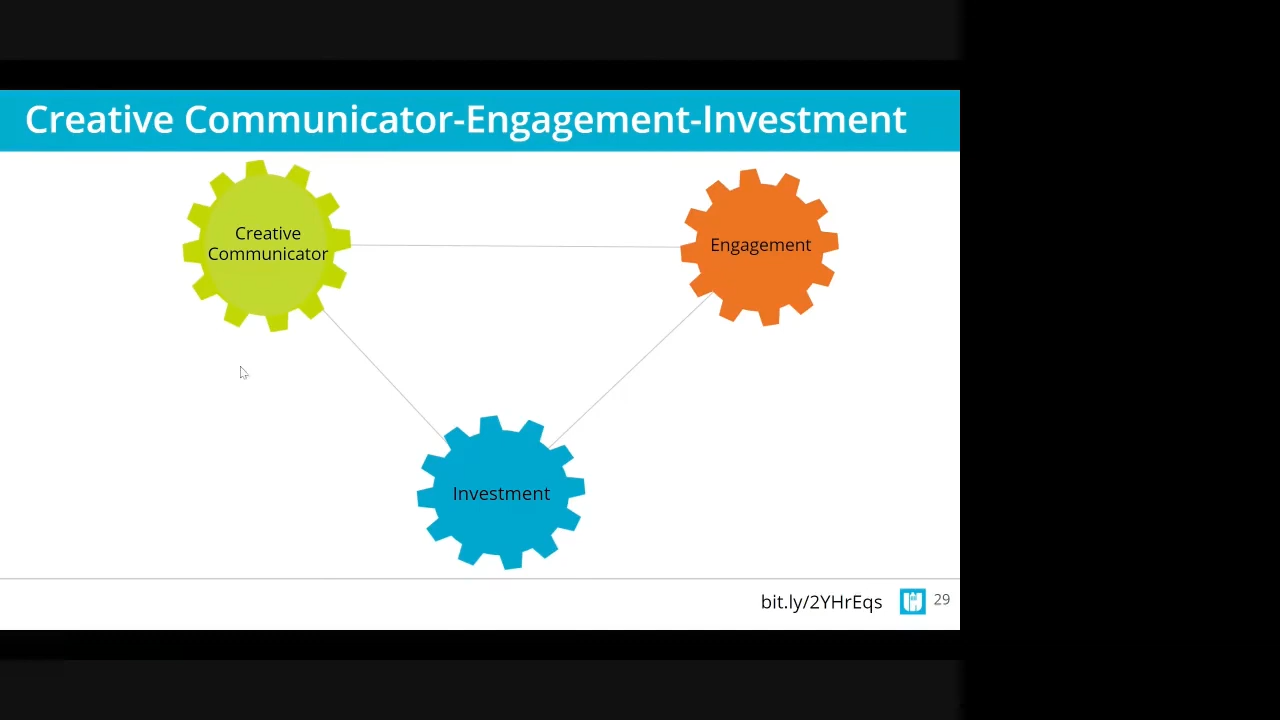 Creative Communicator-Engagement-Investment
Creative
Communicator
Engagement
Investment
bit.ly/2YHrEqs
29